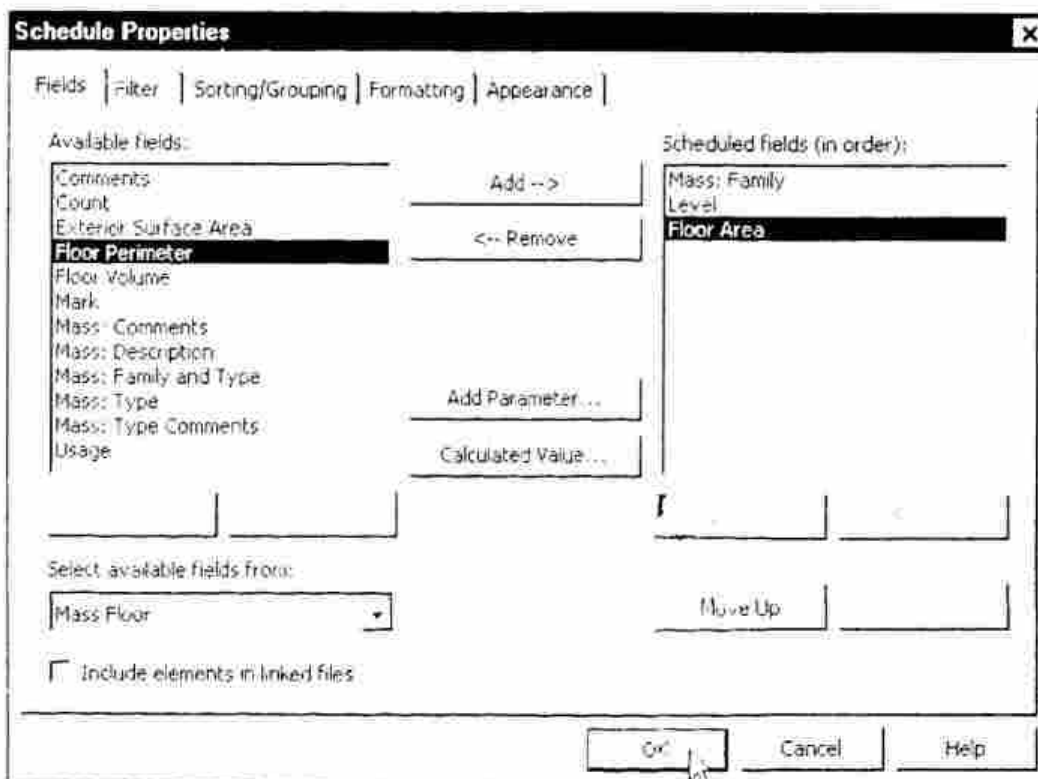 Schedule Properties
Fields Filter Sorting/Grouping Formatting Appearance
Available fields:
Comments
Count
Exterior Surface Area
Floor Perimeter
Floor Volume
Mark
Mass: Comments
Mass: Description
Mass: Family and Type
Mass: Type
Mass: Type Comments
Usage
Add -->
<-- Remove
Add Parameter...
Calculated Value...
Scheduled fields (in order):
Mass: Family
Level
Floor Area
Select available fields from:
Mass Floor
Move Up
Include elements in linked files
OK Cancel Help